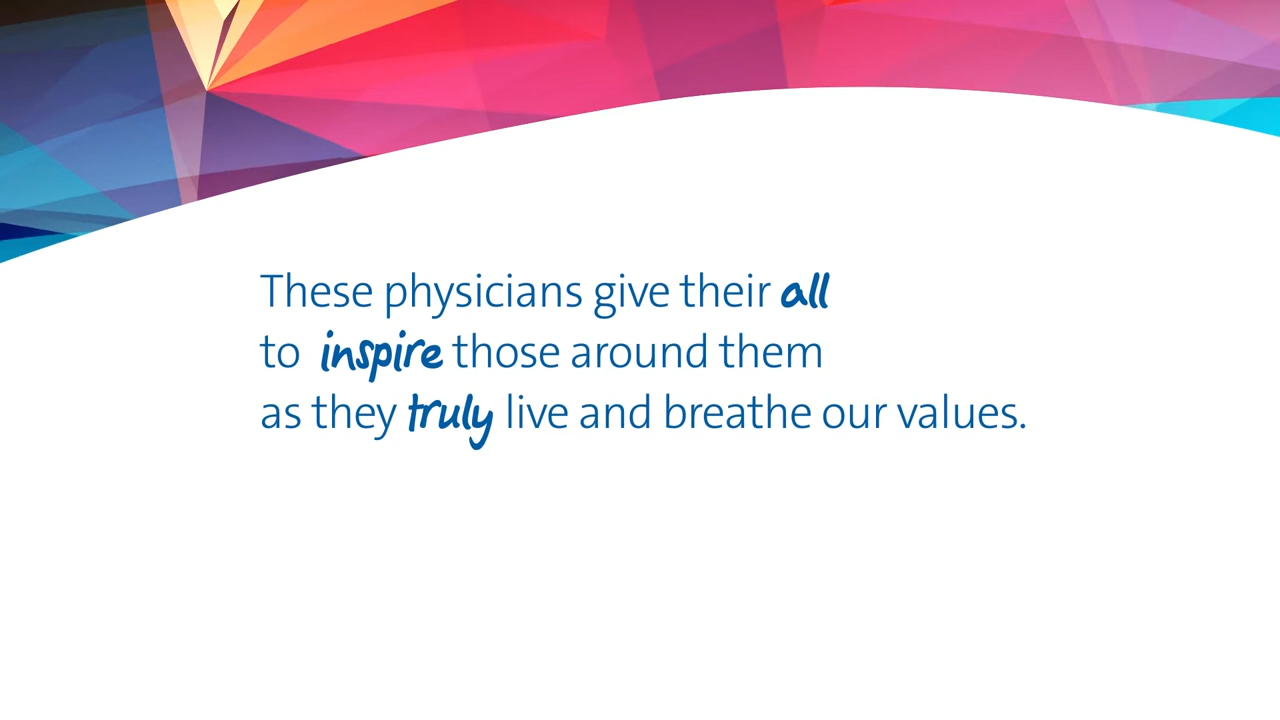 These physicians give their all
to inspire those around them
as they truly live and breathe our values.